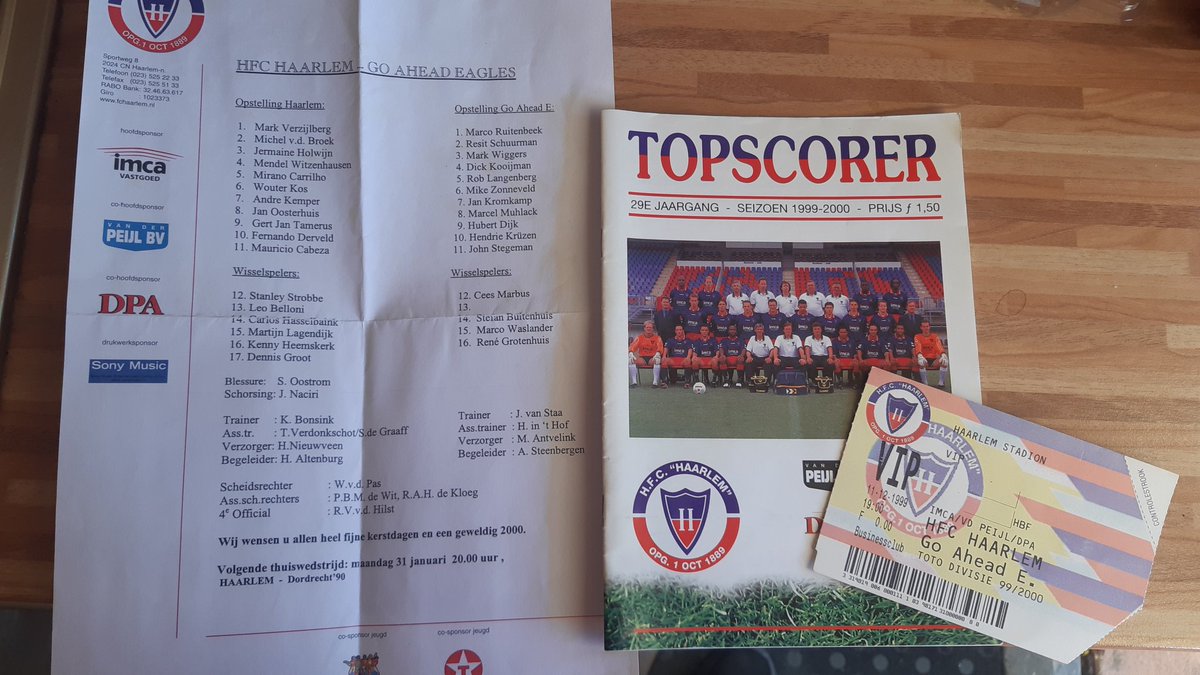 H
OPG. 1 OCT 1889
Sportweg 8
2024 CN Haarlem-n.
Telefoon (023) 525 22 33
Telefax (023) 525 51 33
RABO Bank: 32.46.63.617
Giro : 1023373
www.fchaarlem.nl
hoofdsponsor
imca
VASTGOED
co-hoofdsponsor
VAN DER
PEIJL BV
co-hoofdsponsor
DPA
drukwerksponsor
Sony Music
HFC HAARLEM – GO AHEAD EAGLES
Opstelling Haarlem:
1. Mark Verzijlberg
2. Michel v.d. Broek
3. Jermaine Holwijn
4. Mendel Witzenhausen
5. Mirano Carrilho
6. Wouter Kos
7. Andre Kemper
8. Jan Oosterhuis
9. Gert Jan Tamerus
10. Fernando Derveld
11. Mauricio Cabeza
Wisselspelers:
12. Stanley Strobbe
13. Leo Belloni
14. Carlos Hasselbaink
15. Martijn Lagendijk
16. Kenny Heemskerk
17. Dennis Groot
Blessure: S. Oostrom
Schorsing: J. Naciri
Trainer : K. Bonsink
Ass.tr. : T.Verdonkschot/S.de Graaff
Verzorger: H.Nieuwveen
Begeleider: H. Altenburg
Opstelling Go Ahead E:
1. Marco Ruitenbeek
2. Resit Schuurman
3. Mark Wiggers
4. Dick Kooijman
5. Rob Langenberg
6. Mike Zonneveld
7. Jan Kromkamp
8. Marcel Muhlack
9. Hubert Dijk
10. Hendrie Krüzen
11. John Stegeman
Wisselspelers:
12. Cees Marbus
13.
14. Stefan Buitenhuis
15. Marco Waslander
16. René Grotenhuis
Trainer : J. van Staa
Ass.trainer : H. in 't Hof
Verzorger : M. Antvelink
Begeleider : A. Steenbergen
Scheidsrechter : W.v.d. Pas
Ass.sch.rechters : P.B.M. de Wit, R.A.H. de Kloeg
4e Official : R.V.v.d. Hilst
Wij wensen u allen heel fijne kerstdagen en een geweldig 2000.
Volgende thuiswedstrijd: maandag 31 januari 20.00 uur ,
HAARLEM - Dordrecht'90
co-sponsor jeugd
co-sponsor jeugd
TOPSCORER
29E JAARGANG - SEIZOEN 1999-2000 - PRIJS ƒ 1,50
H.F.C. "HAARLEM"
H
OPG. 1 OCT 1889
VAN DER
PEIJL
H.F.C. "HAARLEM"
H
OPG. 1 OCT 1889
HAARLEM
H
OPG. 1 OCT
HAARLEM STADION
VIP
VIP
11-12-1999
19:00
F 0.00
Businessclub
IMCA/VD PEIJL/DPA
HBF
HFC HAARLEM
Go Ahead E.
TOTO DIVISIE 99/2000
CONTROLESTROOK